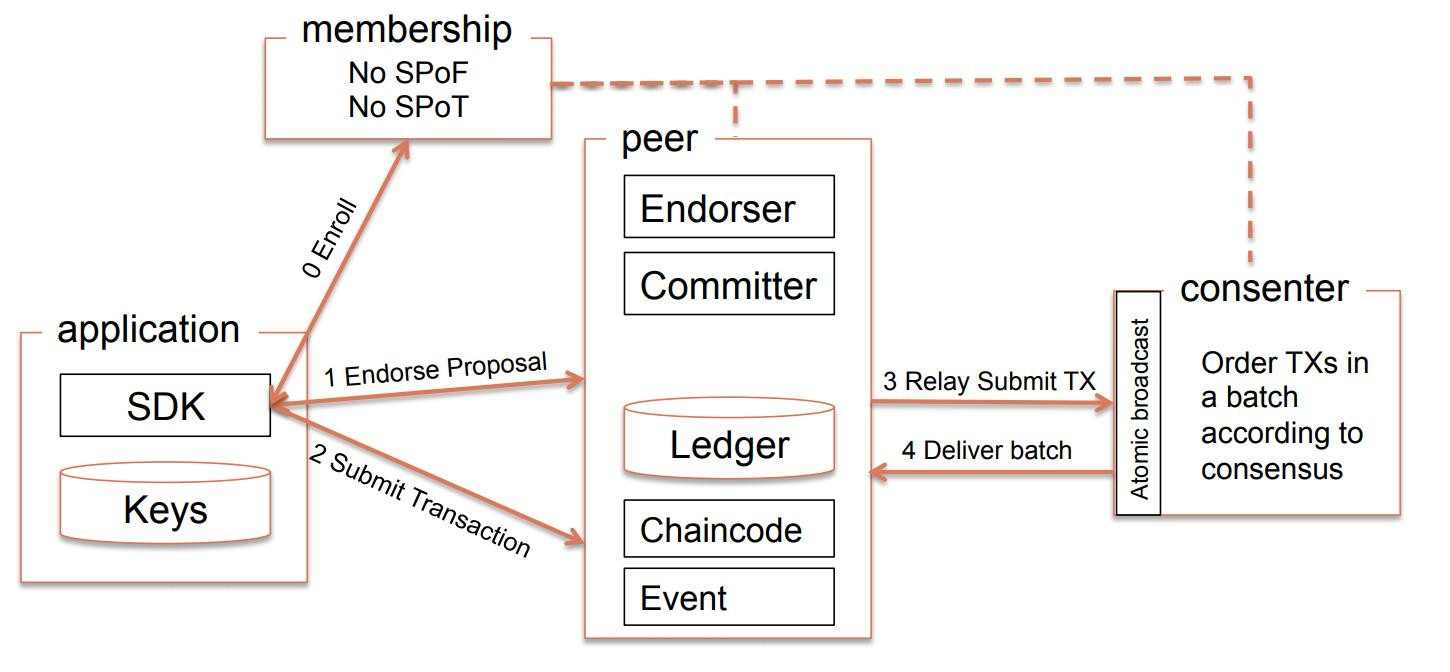 membership
No SPoF
No SPoT
peer
Endorser
Committer
Ledger
Chaincode
Event
0 Enroll
application
SDK
Keys
1 Endorse Proposal
2 Submit Transaction
3 Relay Submit TX
4 Deliver batch
consenter
Atomic broadcast
Order TXs in
a batch
according to
consensus